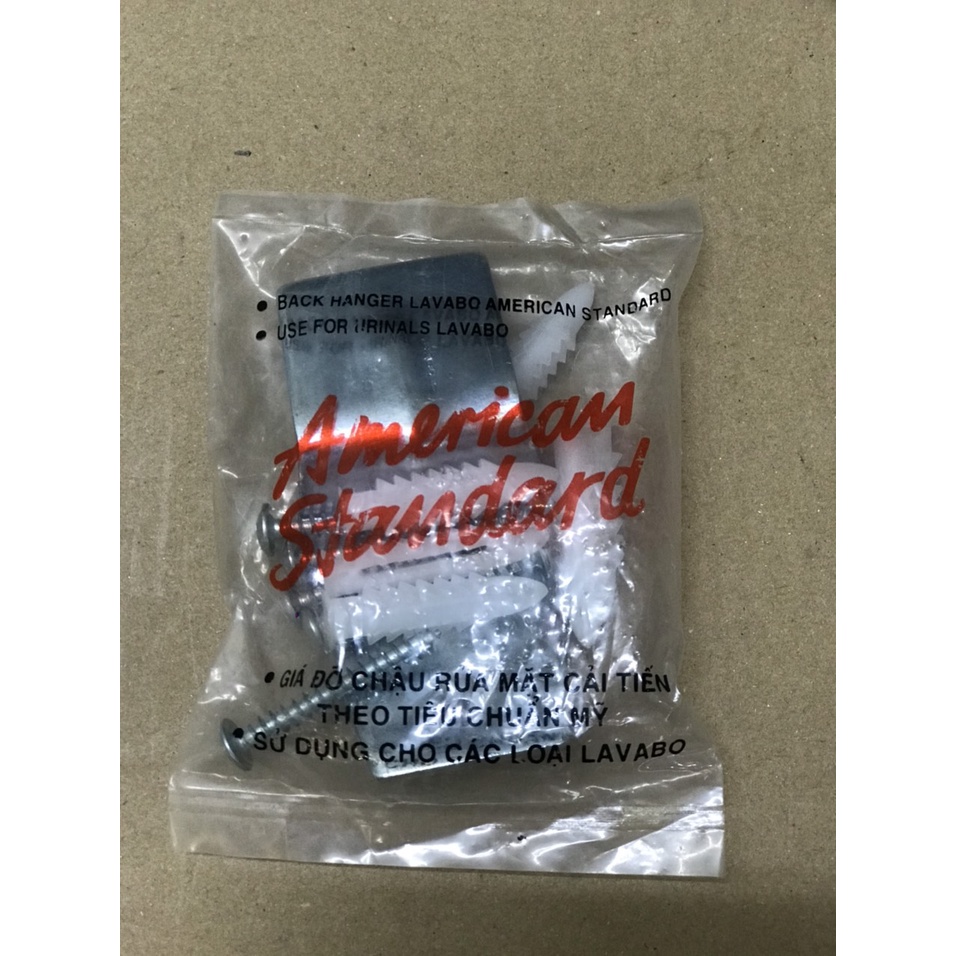 • BACK HANGER LAVABO AMERICAN STANDARD
• USE FOR URINALS LAVABO
American
Standard
• GIÁ ĐỠ CHẬU RỬA MẶT CẢI TIẾN
THEO TIÊU CHUẨN MỸ
• SỬ DỤNG CHO CÁC LOẠI LAVABO